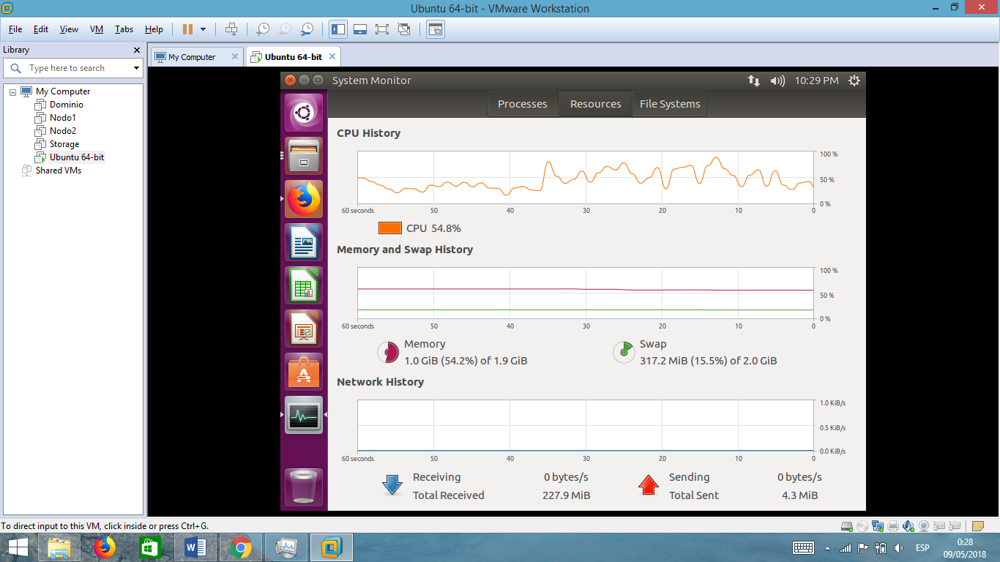 Ubuntu 64-bit - VMware Workstation
File Edit View VM Tabs Help
Library
Type here to search
My Computer
Dominio
Nodo1
Nodo2
Storage
Ubuntu 64-bit
Shared VMs
My Computer Ubuntu 64-bit
System Monitor 10:29 PM
Processes Resources File Systems
CPU History
100 %
50 %
0 %
60 seconds 50 40 30 20 10 0
CPU 54.8%
Memory and Swap History
100 %
50 %
0 %
60 seconds 50 40 30 20 10 0
Memory Swap
1.0 GiB (54.2%) of 1.9 GiB 317.2 MiB (15.5%) of 2.0 GiB
Network History
1.0 KiB/s
0.5 KiB/s
0.0 KiB/s
60 seconds 50 40 30 20 10 0
Receiving 0 bytes/s Sending 0 bytes/s
Total Received 227.9 MiB Total Sent 4.3 MiB
To direct input to this VM, click inside or press Ctrl+G.
ESP
0:28
09/05/2018